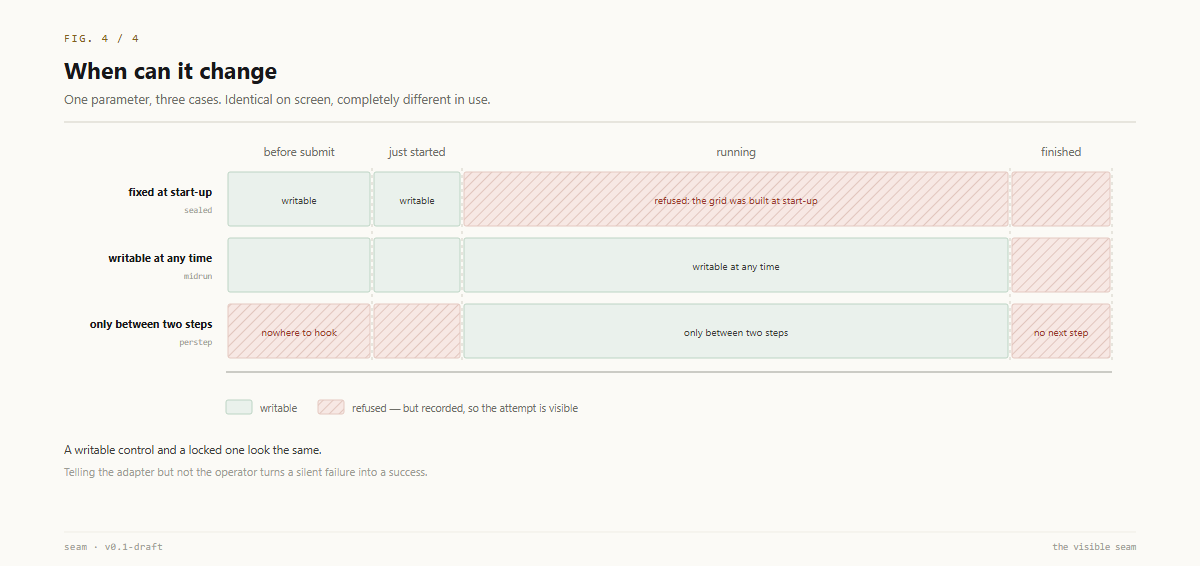 FIG. 4 / 4
When can it change
One parameter, three cases. Identical on screen, completely different in use.
before submit just started running finished
fixed at start-up
sealed
writable writable refused: the grid was built at start-up
writable at any time
midrun
writable at any time
only between two steps
perstep
nowhere to hook only between two steps no next step
writable refused — but recorded, so the attempt is visible
A writable control and a locked one look the same.
Telling the adapter but not the operator turns a silent failure into a success.
seam · v0.1-draft the visible seam